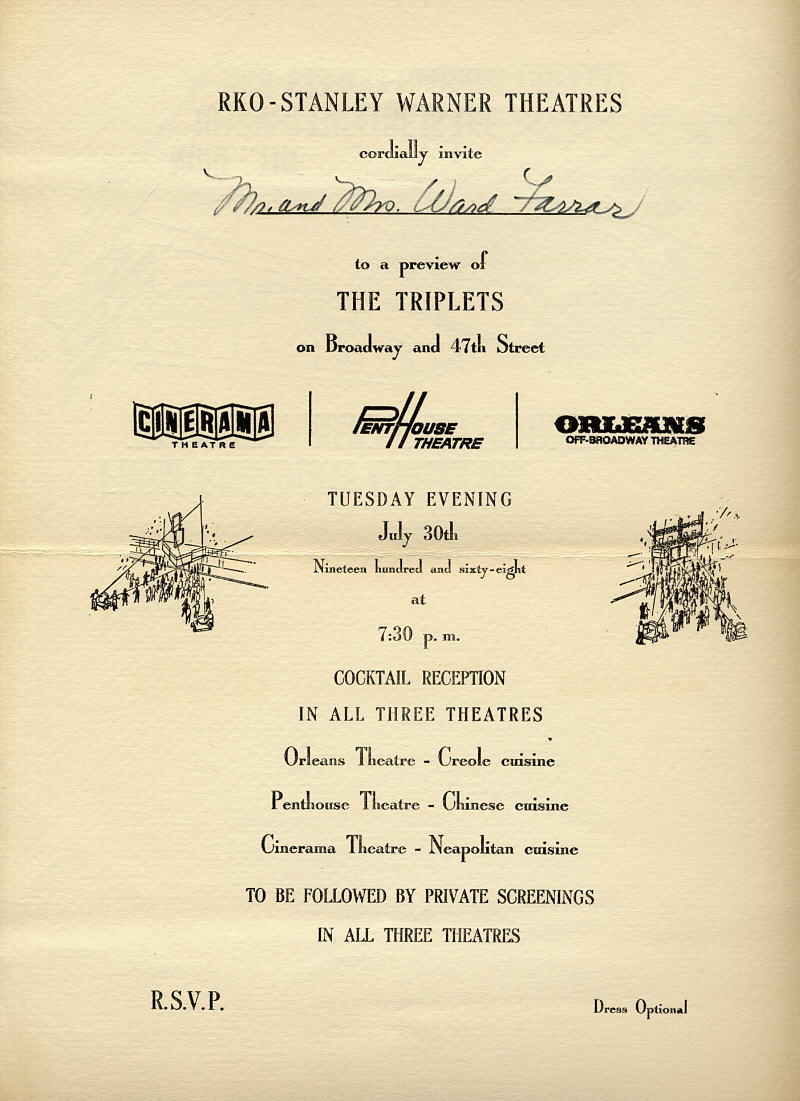 RKO-STANLEY WARNER THEATRES
cordially invite
Mr. and Mrs. Ward Farrar
to a preview of
THE TRIPLETS
on Broadway and 47th Street
CINERAMA
THEATRE
PENTHOUSE
THEATRE
ORLEANS
OFF-BROADWAY THEATRE
TUESDAY EVENING
July 30th
Nineteen hundred and sixty-eight
at
7:30 p. m.
COCKTAIL RECEPTION
IN ALL THREE THEATRES
Orleans Theatre - Creole cuisine
Penthouse Theatre - Chinese cuisine
Cinerama Theatre - Neapolitan cuisine
TO BE FOLLOWED BY PRIVATE SCREENINGS
IN ALL THREE THEATRES
R.S.V.P.
Dress Optional